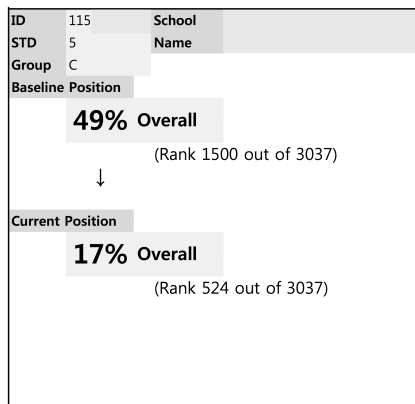 ID 115 School
STD 5 Name
Group C
Baseline Position
49% Overall
(Rank 1500 out of 3037)
↓
Current Position
17% Overall
(Rank 524 out of 3037)